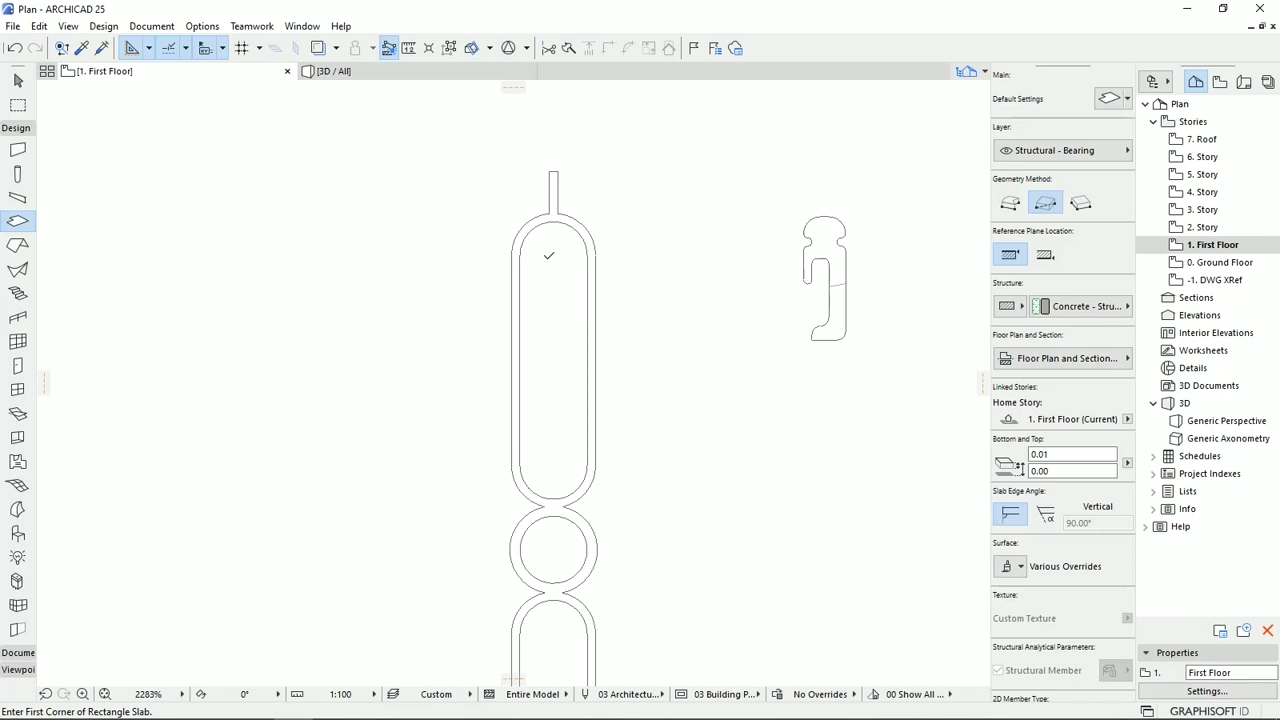 Plan - ARCHICAD 25
File Edit View Design Document Options Teamwork Window Help
[1. First Floor]
[3D / All]
Design
Docume
Viewpoi
Main:
Default Settings
Layer:
Structural - Bearing
Geometry Method:
Reference Plane Location:
Structure:
Concrete - Stru...
Floor Plan and Section:
Floor Plan and Section...
Linked Stories:
Home Story:
1. First Floor (Current)
Bottom and Top:
0.01
0.00
Slab Edge Angle:
Vertical
90.00°
Surface:
Various Overrides
Texture:
Custom Texture
Structural Analytical Parameters:
Structural Member
2D Member Type:
Plan
Stories
7. Roof
6. Story
5. Story
4. Story
3. Story
2. Story
1. First Floor
0. Ground Floor
-1. DWG XRef
Sections
Elevations
Interior Elevations
Worksheets
Details
3D Documents
3D
Generic Perspective
Generic Axonometry
Schedules
Project Indexes
Lists
Info
Help
Properties
1. First Floor
Settings...
2283% 0° 1:100 Custom Entire Model 03 Architectu... 03 Building P... No Overrides 00 Show All ...
Enter First Corner of Rectangle Slab.
GRAPHISOFT ID